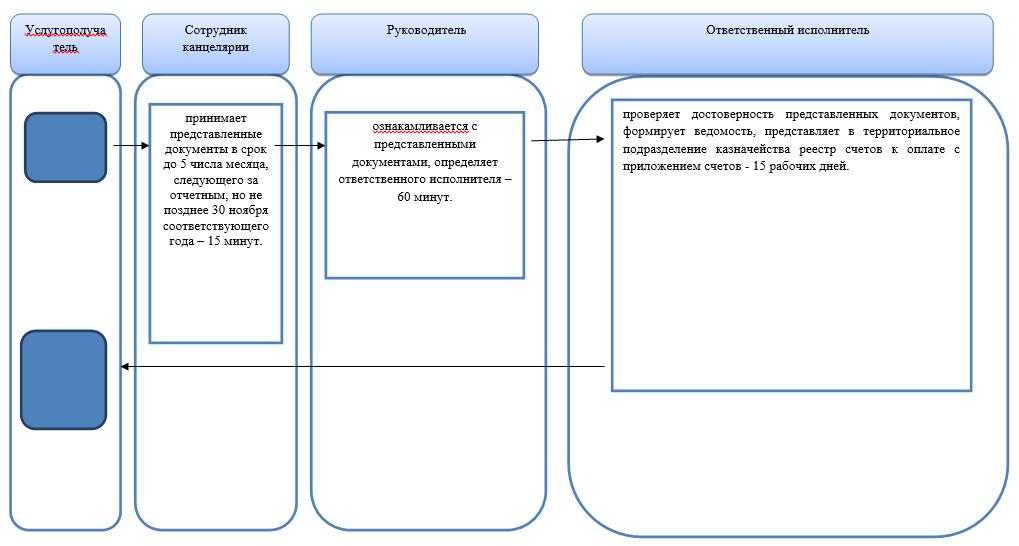 Услугополуча
тель
Сотрудник
канцелярии
Руководитель
Ответственный исполнитель
принимает
представленные
документы в срок
до 5 числа месяца,
следующего за
отчетным, но не
позднее 30 ноября
соответствующего
года – 15 минут.
ознакамливается с
представленными
документами, определяет
ответственного исполнителя –
60 минут.
проверяет достоверность представленных документов,
формирует ведомость, представляет в территориальное
подразделение казначейства реестр счетов к оплате с
приложением счетов - 15 рабочих дней.